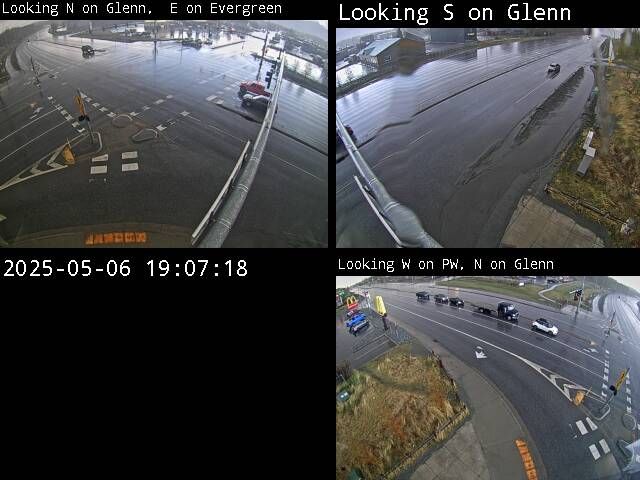 Looking N on Glenn,  E on Evergreen
Looking S on Glenn
2025-05-06 19:07:18
Looking W on PW, N on Glenn